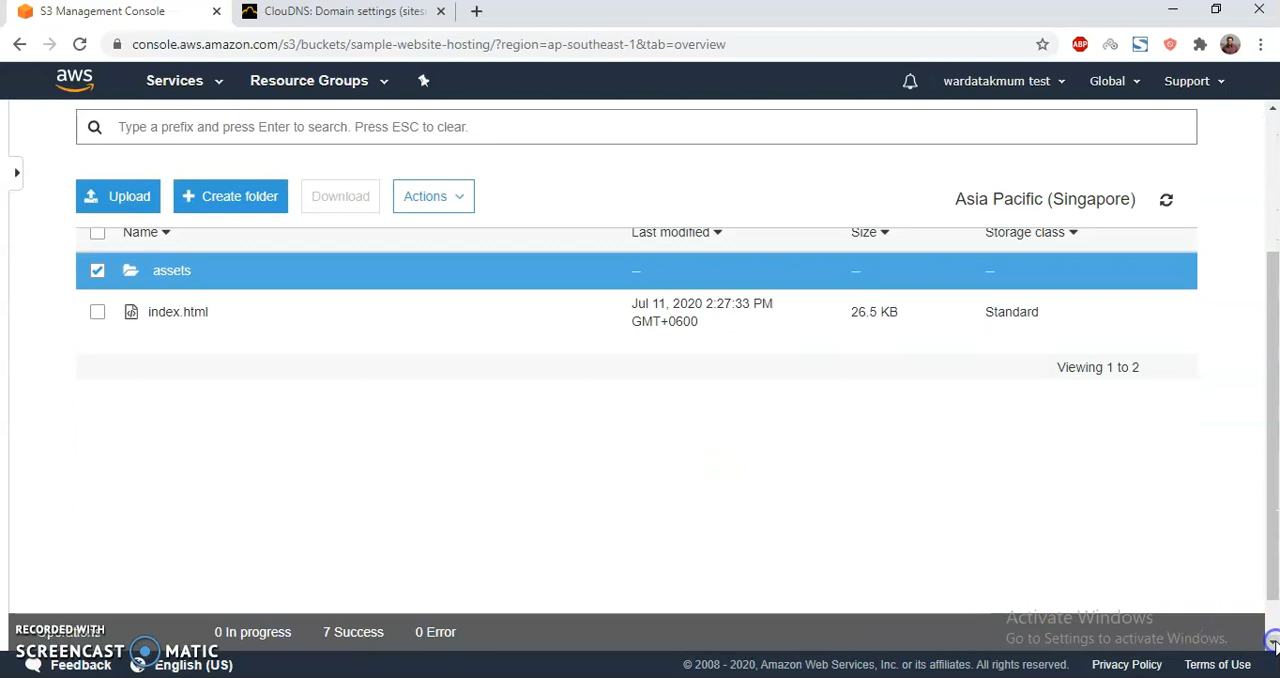 S3 Management Console
ClouDNS: Domain settings (sites
console.aws.amazon.com/s3/buckets/sample-website-hosting/?region=ap-southeast-1&tab=overview
ABP
aws Services Resource Groups wardatakmum test Global Support
Type a prefix and press Enter to search. Press ESC to clear.
Upload Create folder Download Actions Asia Pacific (Singapore)
Name Last modified Size Storage class
assets – – –
index.html Jul 11, 2020 2:27:33 PM GMT+0600 26.5 KB Standard
Viewing 1 to 2
Activate Windows
Go to Settings to activate Windows.
Operations 0 In progress 7 Success 0 Error
RECORDED WITH
SCREENCAST MATIC
Feedback English (US) © 2008 - 2020, Amazon Web Services, Inc. or its affiliates. All rights reserved. Privacy Policy Terms of Use